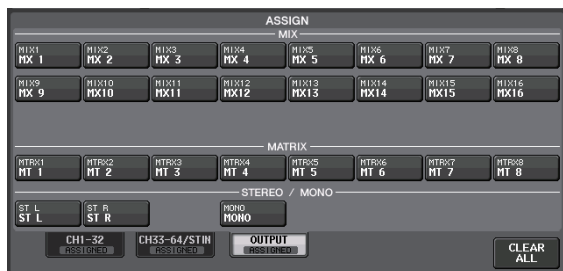 ASSIGN
MIX
MIX1 MIX2 MIX3 MIX4 MIX5 MIX6 MIX7 MIX8
MX 1 MX 2 MX 3 MX 4 MX 5 MX 6 MX 7 MX 8
MIX9 MIX10 MIX11 MIX12 MIX13 MIX14 MIX15 MIX16
MX 9 MX10 MX11 MX12 MX13 MX14 MX15 MX16
MATRIX
MTRX1 MTRX2 MTRX3 MTRX4 MTRX5 MTRX6 MTRX7 MTRX8
MT 1 MT 2 MT 3 MT 4 MT 5 MT 6 MT 7 MT 8
STEREO / MONO
ST L ST R MONO
ST L ST R MONO
CH1-32 CH33-64/STIN OUTPUT
ASSIGNED ASSIGNED ASSIGNED
CLEAR
ALL